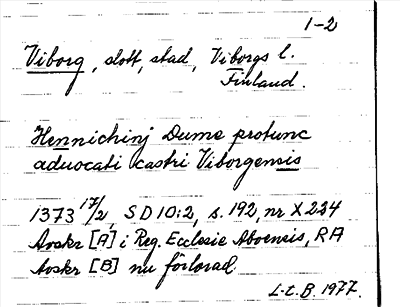 1-2
Viborg, slott, stad, Viborgs l.
Finland.
Hennichinj Dume protunc
aduocati castri Viborgensis
1373 17/2, SD 10:2, s. 192, nr X 234
Avskr [A] i Reg. Ecclesie Aboensis, RA
Avskr [B] nu förlorad.
L-t. B. 1977.